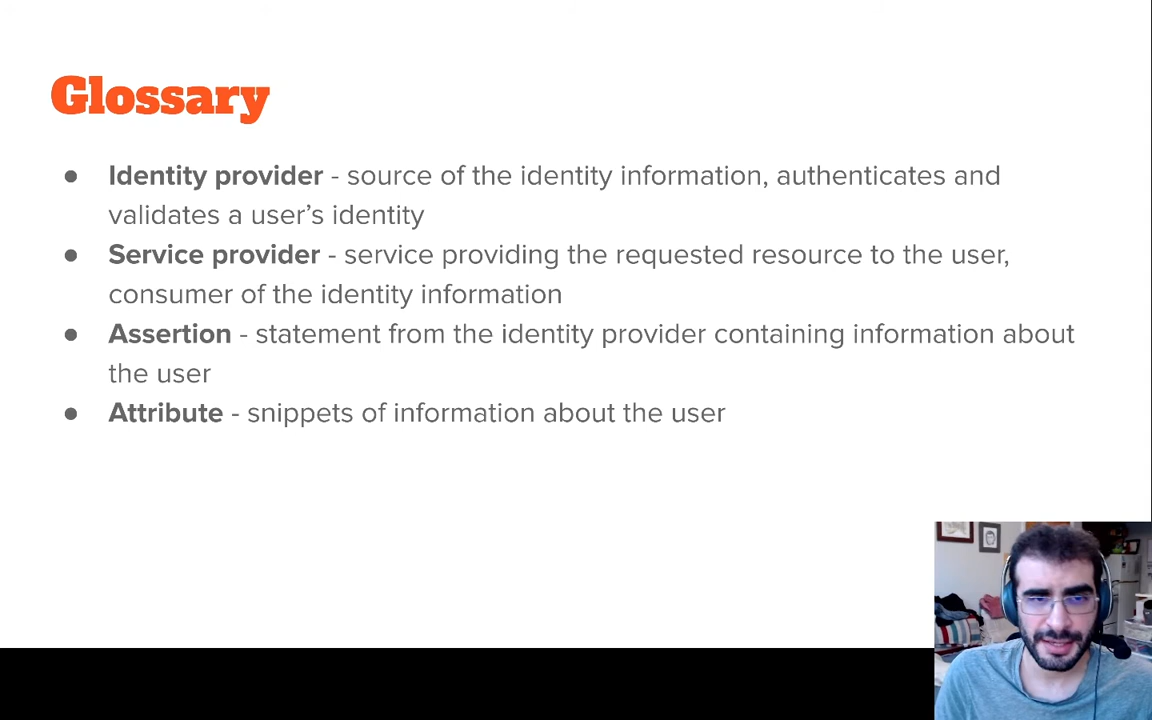 Glossary
● Identity provider - source of the identity information, authenticates and
validates a user’s identity
● Service provider - service providing the requested resource to the user,
consumer of the identity information
● Assertion - statement from the identity provider containing information about
the user
● Attribute - snippets of information about the user